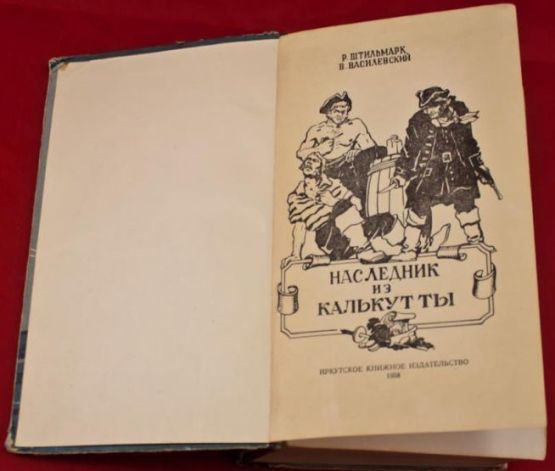 Р. ШТИЛЬМАРК
В. ВАСИЛЕВСКИЙ
НАСЛЕДНИК
ИЗ
КАЛЬКУТТЫ
ИРКУТСКОЕ КНИЖНОЕ ИЗДАТЕЛЬСТВО
1958